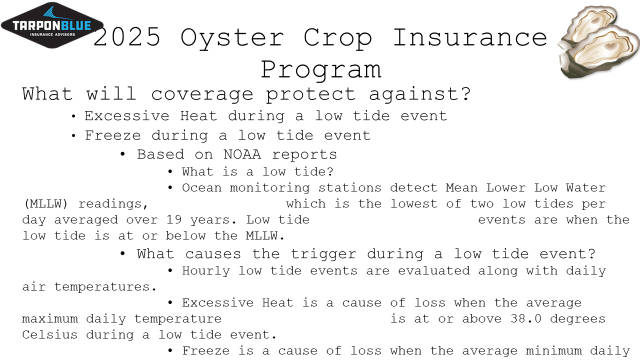 TARPONBLUE
INSURANCE ADVISORS
2025 Oyster Crop Insurance
Program
What will coverage protect against?
• Excessive Heat during a low tide event
• Freeze during a low tide event
• Based on NOAA reports
• What is a low tide?
• Ocean monitoring stations detect Mean Lower Low Water
(MLLW) readings, which is the lowest of two low tides per
day averaged over 19 years. Low tide events are when the
low tide is at or below the MLLW.
• What causes the trigger during a low tide event?
• Hourly low tide events are evaluated along with daily
air temperatures.
• Excessive Heat is a cause of loss when the average
maximum daily temperature is at or above 38.0 degrees
Celsius during a low tide event.
• Freeze is a cause of loss when the average minimum daily